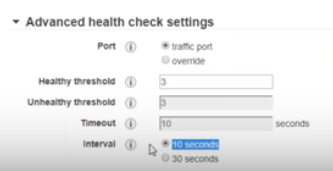 Advanced health check settings
Port traffic port
override
Healthy threshold 3
Unhealthy threshold 3
Timeout 10 seconds
Interval 10 seconds
30 seconds